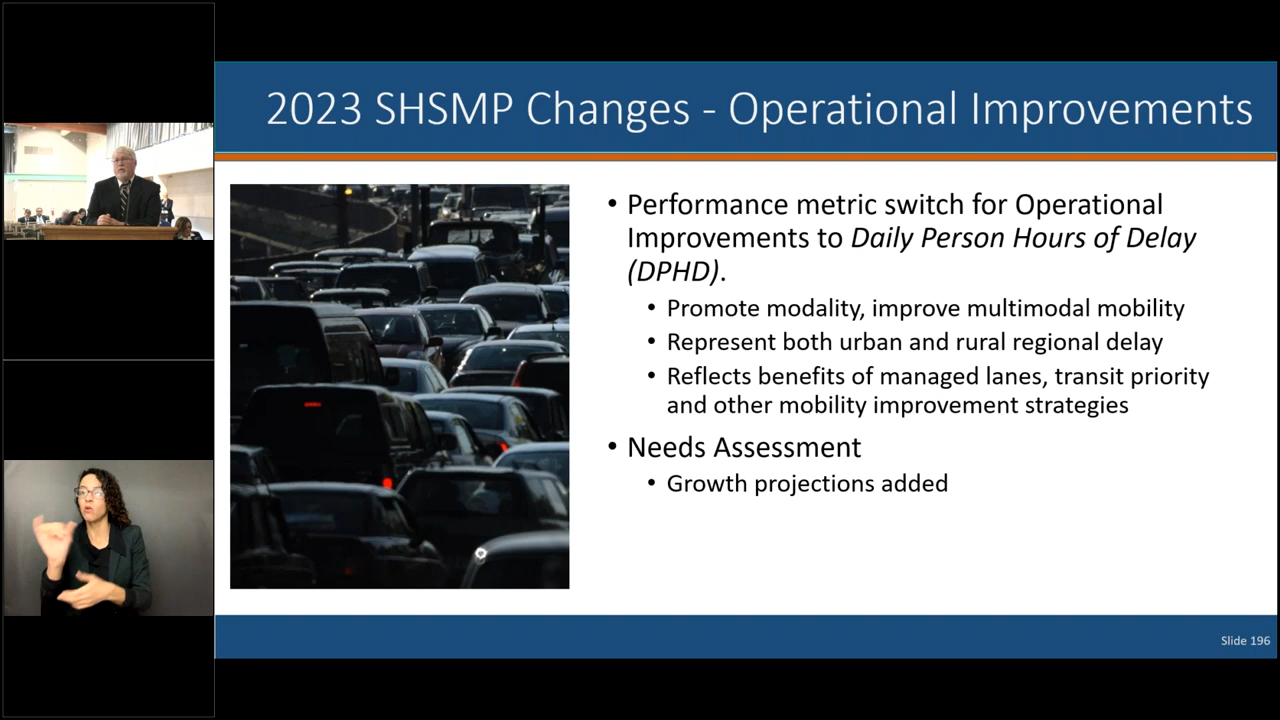 2023 SHSMP Changes - Operational Improvements
• Performance metric switch for Operational
Improvements to Daily Person Hours of Delay
(DPHD).
• Promote modality, improve multimodal mobility
• Represent both urban and rural regional delay
• Reflects benefits of managed lanes, transit priority
and other mobility improvement strategies
• Needs Assessment
• Growth projections added
Slide 196